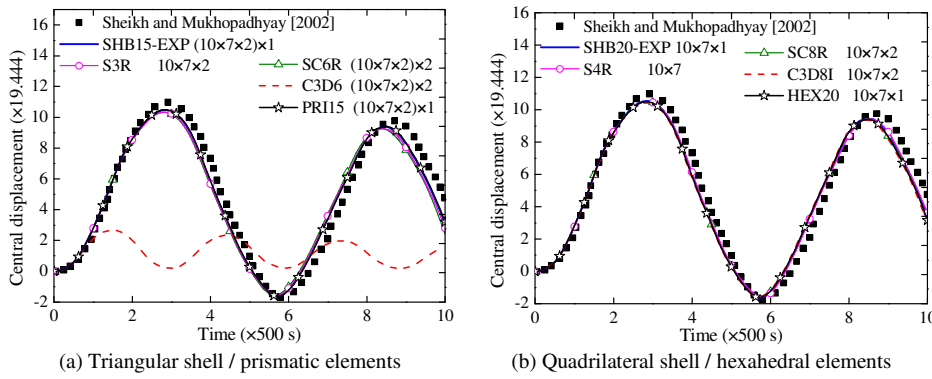 Sheikh and Mukhopadhyay [2002]
SHB15-EXP (10×7×2)×1
S3R 10×7×2
SC6R (10×7×2)×2
C3D6 (10×7×2)×2
PRI15 (10×7×2)×1
Central displacement (×19.444)
16
14
12
10
8
6
4
2
0
-2
0 2 4 6 8 10
Time (×500 s)
(a) Triangular shell / prismatic elements
Sheikh and Mukhopadhyay [2002]
SHB20-EXP 10×7×1
S4R 10×7
SC8R 10×7×2
C3D8I 10×7×2
HEX20 10×7×1
Central displacement (×19.444)
16
14
12
10
8
6
4
2
0
-2
0 2 4 6 8 10
Time (×500 s)
(b) Quadrilateral shell / hexahedral elements